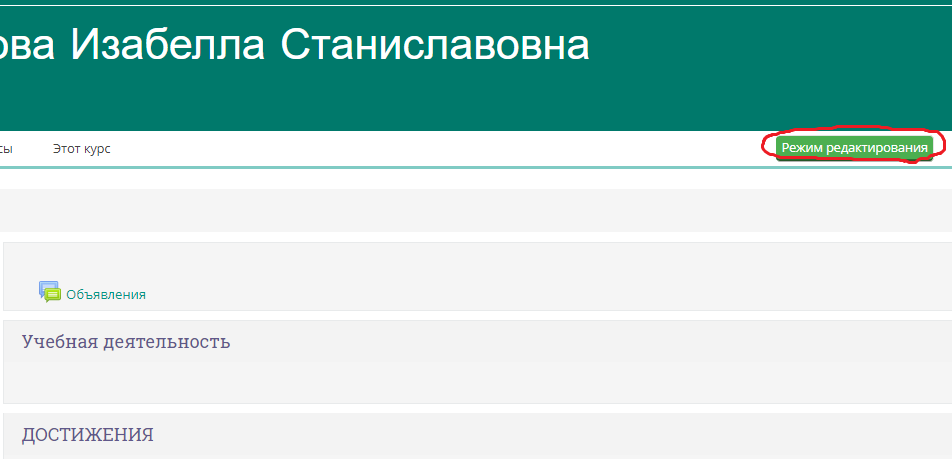 ова Изабелла Станиславовна
сы Этот курс Режим редактирования
Объявления
Учебная деятельность
ДОСТИЖЕНИЯ